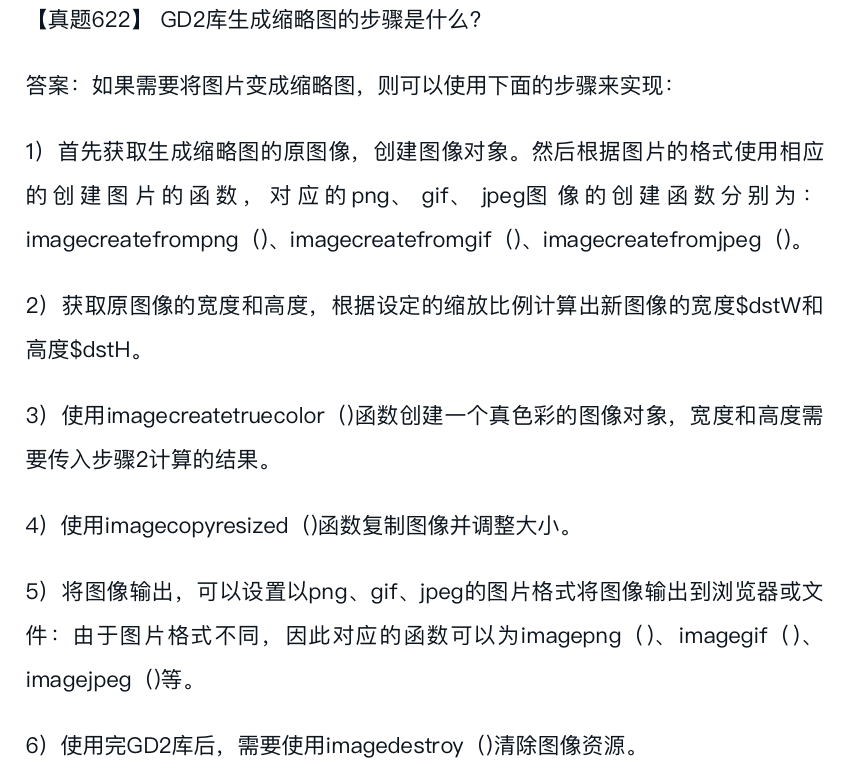 【真题622】 GD2库生成缩略图的步骤是什么?
答案：如果需要将图片变成缩略图，则可以使用下面的步骤来实现：
1）首先获取生成缩略图的原图像，创建图像对象。然后根据图片的格式使用相应
的创建图片的函数，对应的png、 gif、 jpeg图 像的创建函数分别为：
imagecreatefrompng（）、imagecreatefromgif（）、imagecreatefromjpeg（）。
2）获取原图像的宽度和高度，根据设定的缩放比例计算出新图像的宽度$dstW和
高度$dstH。
3）使用imagecreatetruecolor（）函数创建一个真色彩的图像对象，宽度和高度需
要传入步骤2计算的结果。
4）使用imagecopyresized（）函数复制图像并调整大小。
5）将图像输出，可以设置以png、gif、jpeg的图片格式将图像输出到浏览器或文
件：由于图片格式不同，因此对应的函数可以为imagepng（）、imagegif（）、
imagejpeg（）等。
6）使用完GD2库后，需要使用imagedestroy（）清除图像资源。